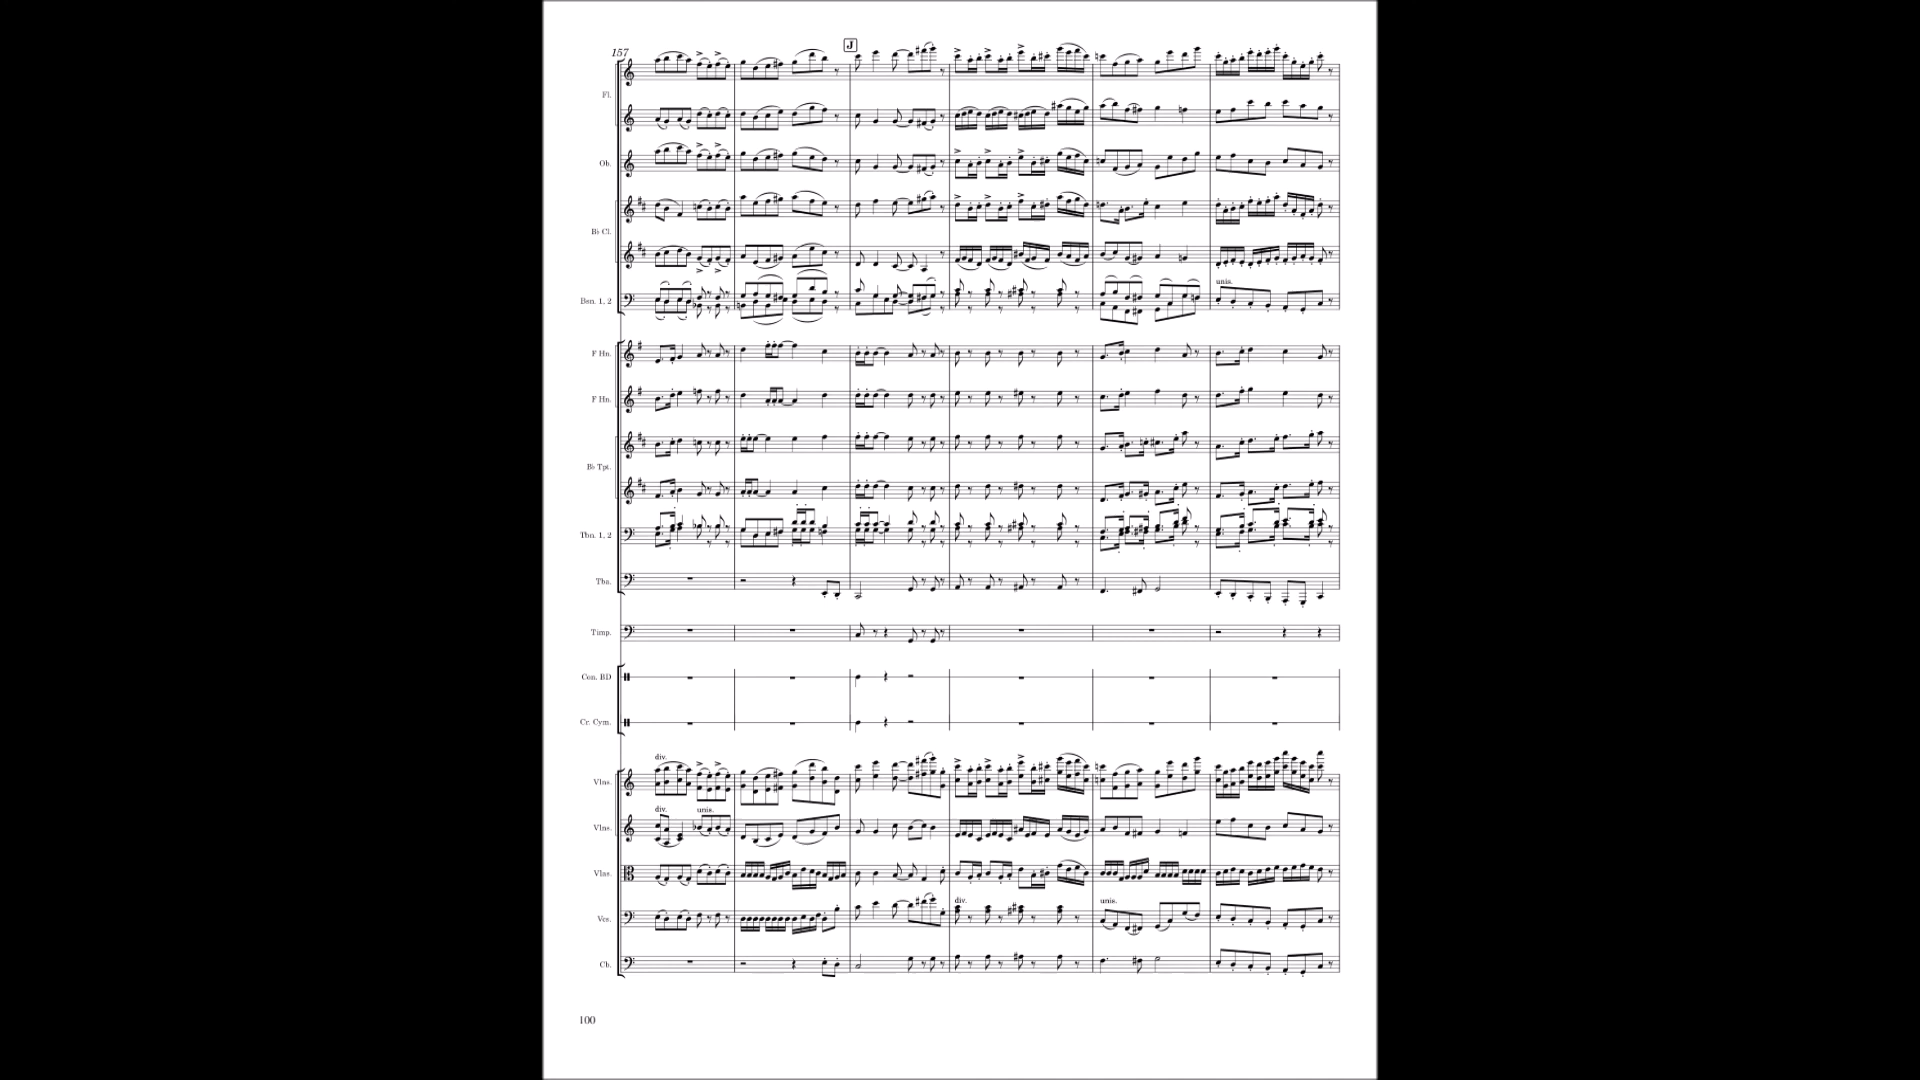 157
J
Fl.
Ob.
B♭ Cl.
Bsn. 1, 2
unis.
F Hn.
F Hn.
B♭ Tpt.
Tbn. 1, 2
Tba.
Timp.
Con. BD
Cr. Cym.
div.
Vlns.
div. unis.
Vlns.
Vlas.
div. unis.
Vcs.
Cb.
100